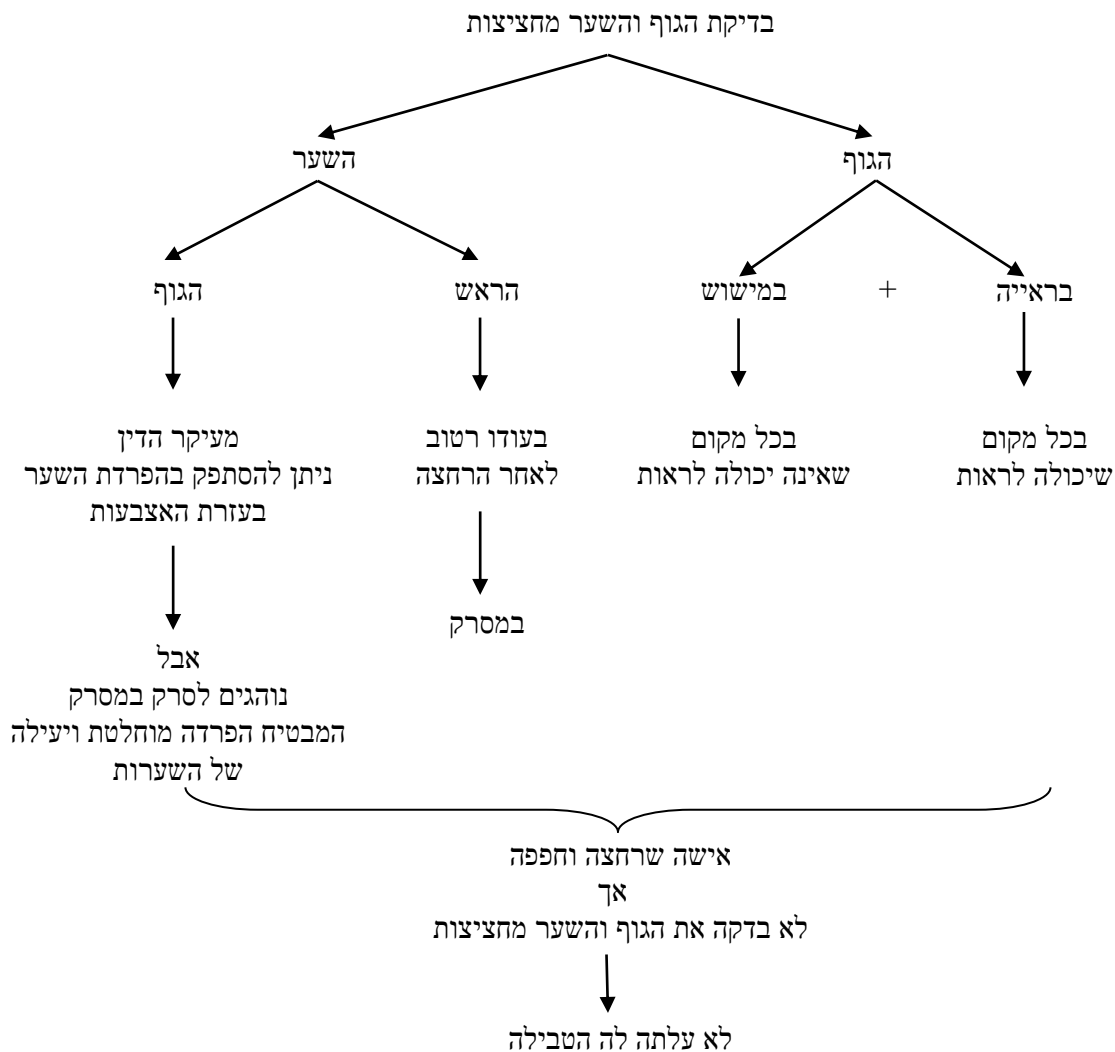 בדיקת הגוף והשער מחציצות
הגוף
השער
בראייה
+
במישוש
הראש
הגוף
בכל מקום
שיכולה לראות
בכל מקום
שאינה יכולה לראות
בעודו רטוב
לאחר הרחצה
מעיקר הדין
ניתן להסתפק בהפרדת השער
בעזרת האצבעות
במסרק
אבל
נוהגים לסרק במסרק
המבטיח הפרדה מוחלטת ויעילה
של השערות
אישה שרחצה וחפפה
אך
לא בדקה את הגוף והשער מחציצות
לא עלתה לה הטבילה